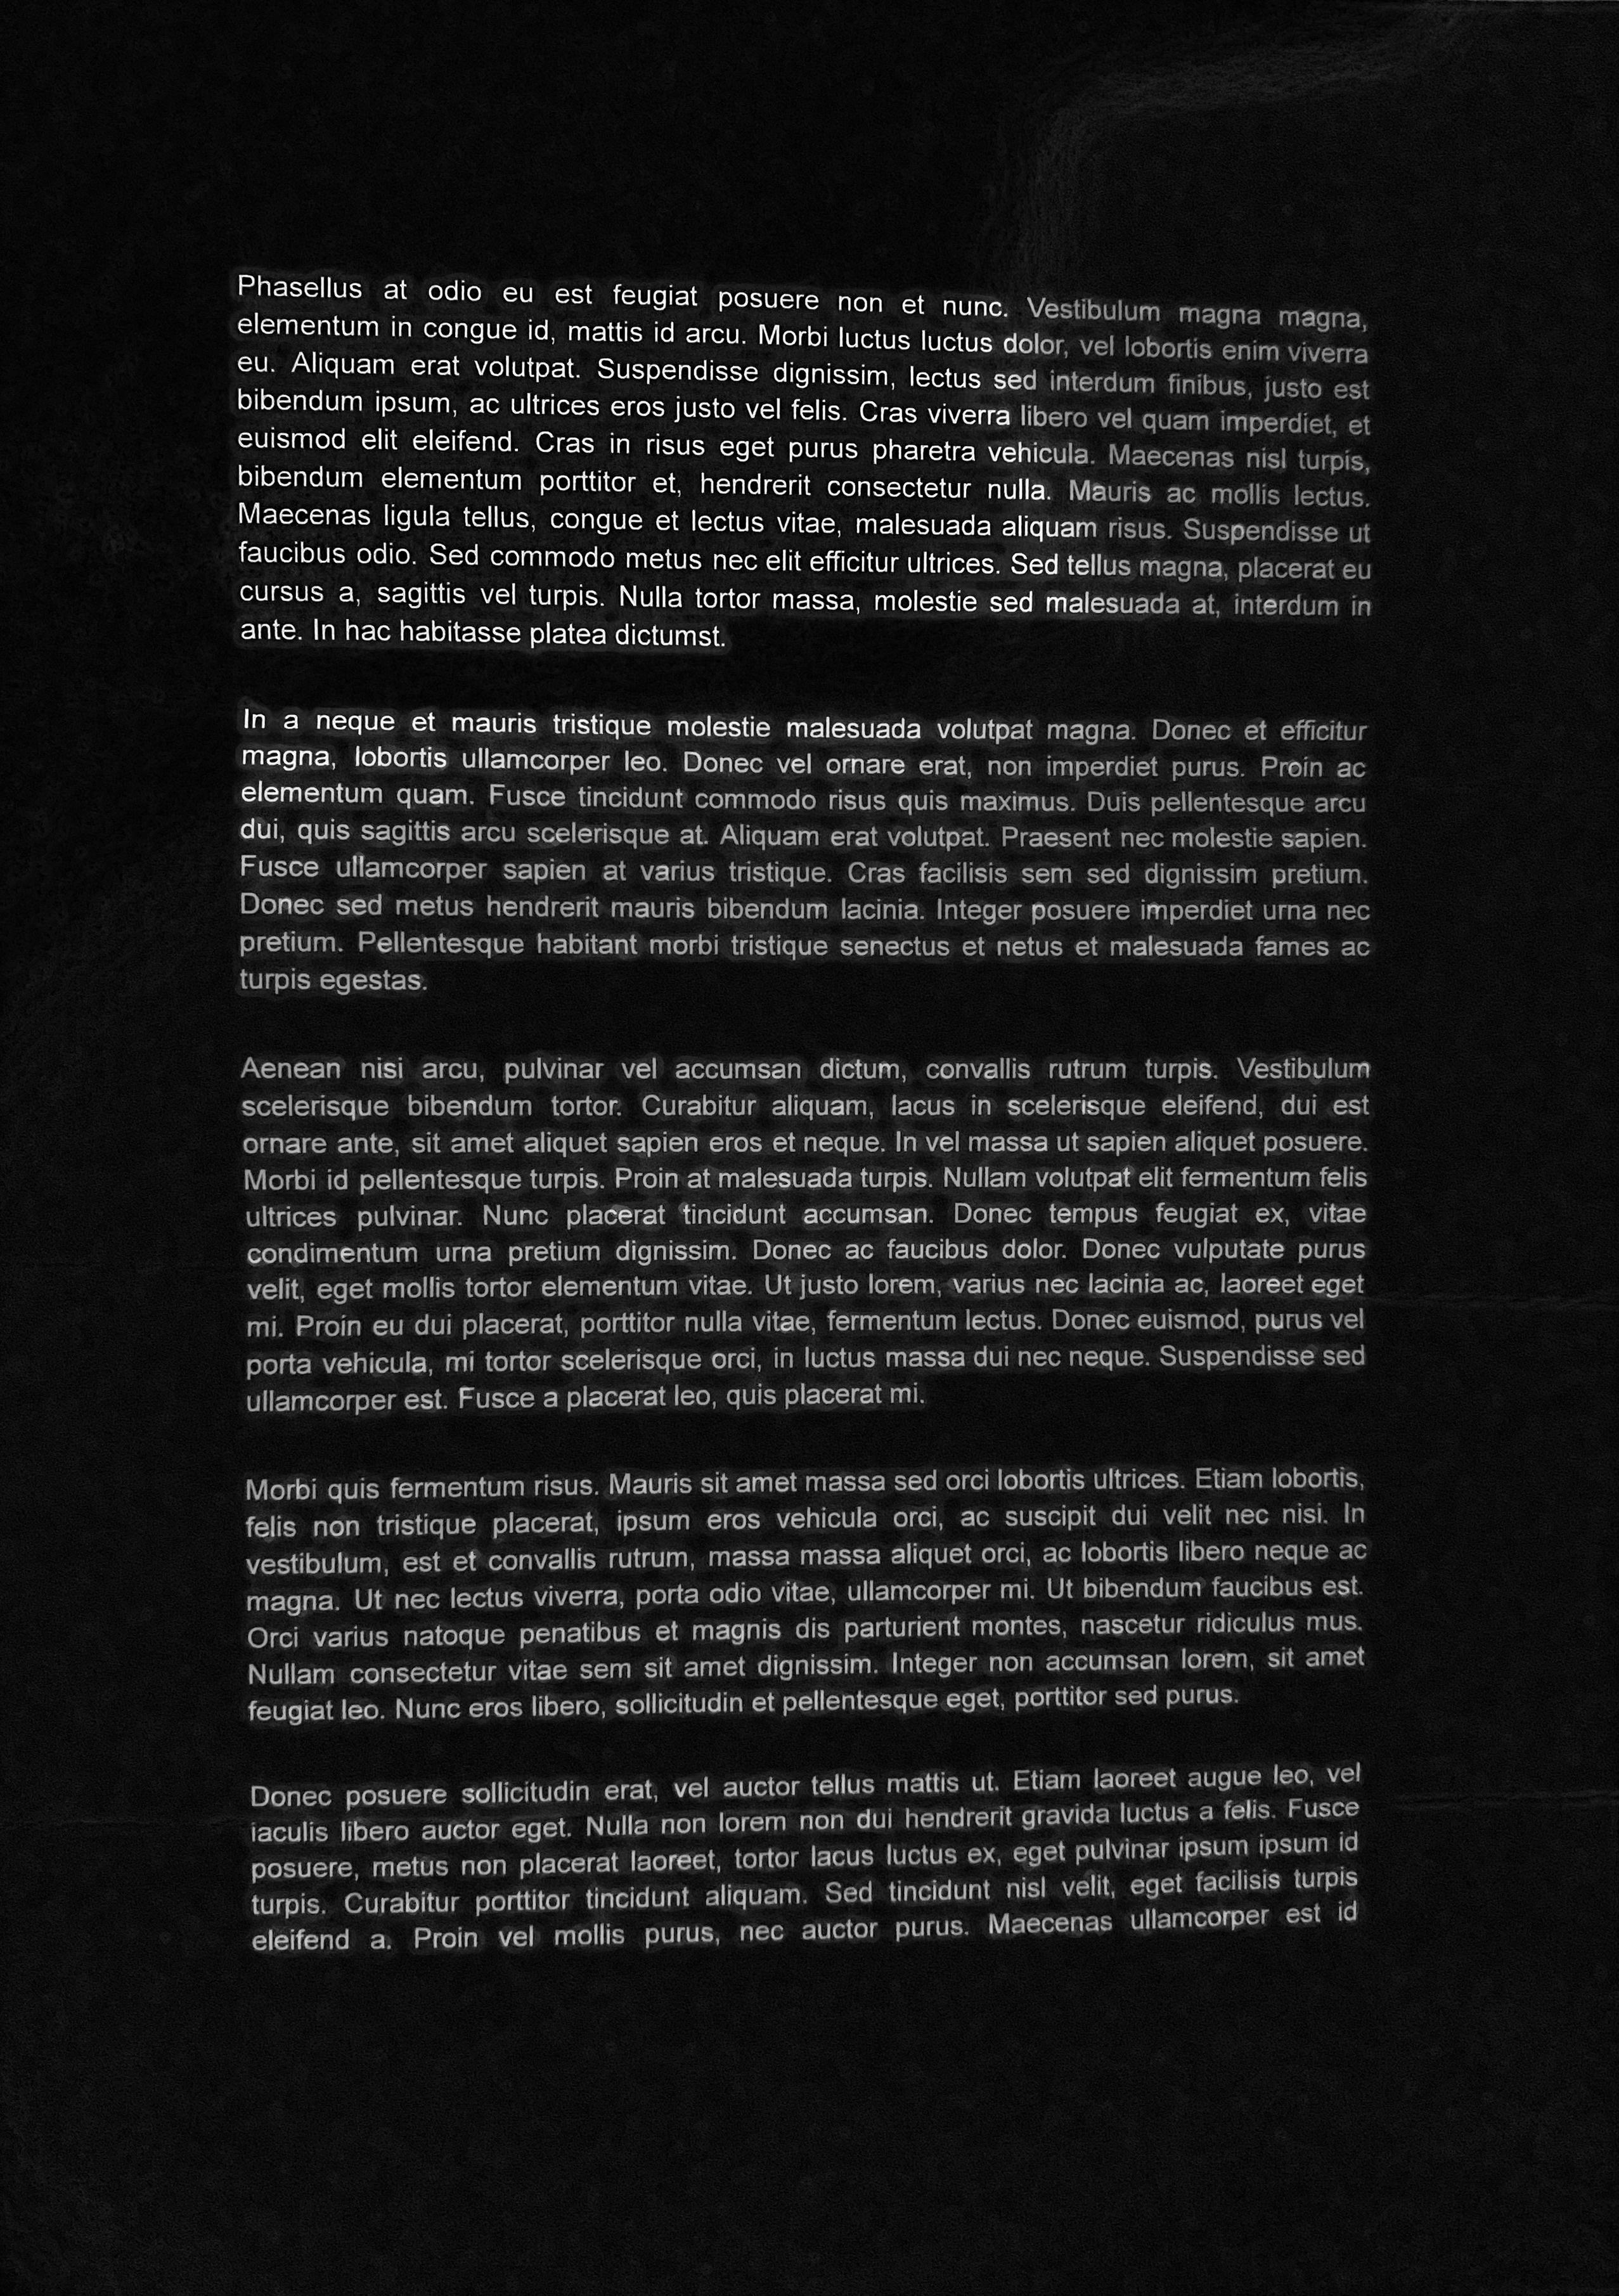 Phasellus at odio eu est feugiat posuere non et nunc. Vestibulum magna magna,
elementum in congue id, mattis id arcu. Morbi luctus luctus dolor, vel lobortis enim viverra
eu. Aliquam erat volutpat. Suspendisse dignissim, lectus sed interdum finibus, justo est
bibendum ipsum, ac ultrices eros justo vel felis. Cras viverra libero vel quam imperdiet, et
euismod elit eleifend. Cras in risus eget purus pharetra vehicula. Maecenas nisl turpis,
bibendum elementum porttitor et, hendrerit consectetur nulla. Mauris ac mollis lectus.
Maecenas ligula tellus, congue et lectus vitae, malesuada aliquam risus. Suspendisse ut
faucibus odio. Sed commodo metus nec elit efficitur ultrices. Sed tellus magna, placerat eu
cursus a, sagittis vel turpis. Nulla tortor massa, molestie sed malesuada at, interdum in
ante. In hac habitasse platea dictumst.
In a neque et mauris tristique molestie malesuada volutpat magna. Donec et efficitur
magna, lobortis ullamcorper leo. Donec vel ornare erat, non imperdiet purus. Proin ac
elementum quam. Fusce tincidunt commodo risus quis maximus. Duis pellentesque arcu
dui, quis sagittis arcu scelerisque at. Aliquam erat volutpat. Praesent nec molestie sapien.
Fusce ullamcorper sapien at varius tristique. Cras facilisis sem sed dignissim pretium.
Donec sed metus hendrerit mauris bibendum lacinia. Integer posuere imperdiet urna nec
pretium. Pellentesque habitant morbi tristique senectus et netus et malesuada fames ac
turpis egestas.
Aenean nisi arcu, pulvinar vel accumsan dictum, convallis rutrum turpis. Vestibulum
scelerisque bibendum tortor. Curabitur aliquam, lacus in scelerisque eleifend, dui est
ornare ante, sit amet aliquet sapien eros et neque. In vel massa ut sapien aliquet posuere.
Morbi id pellentesque turpis. Proin at malesuada turpis. Nullam volutpat elit fermentum felis
ultrices pulvinar. Nunc placerat tincidunt accumsan. Donec tempus feugiat ex, vitae
condimentum urna pretium dignissim. Donec ac faucibus dolor. Donec vulputate purus
velit, eget mollis tortor elementum vitae. Ut justo lorem, varius nec lacinia ac, laoreet eget
mi. Proin eu dui placerat, porttitor nulla vitae, fermentum lectus. Donec euismod, purus vel
porta vehicula, mi tortor scelerisque orci, in luctus massa dui nec neque. Suspendisse sed
ullamcorper est. Fusce a placerat leo, quis placerat mi.
Morbi quis fermentum risus. Mauris sit amet massa sed orci lobortis ultrices. Etiam lobortis,
felis non tristique placerat, ipsum eros vehicula orci, ac suscipit dui velit nec nisi. In
vestibulum, est et convallis rutrum, massa massa aliquet orci, ac lobortis libero neque ac
magna. Ut nec lectus viverra, porta odio vitae, ullamcorper mi. Ut bibendum faucibus est.
Orci varius natoque penatibus et magnis dis parturient montes, nascetur ridiculus mus.
Nullam consectetur vitae sem sit amet dignissim. Integer non accumsan lorem, sit amet
feugiat leo. Nunc eros libero, sollicitudin et pellentesque eget, porttitor sed purus.
Donec posuere sollicitudin erat, vel auctor tellus mattis ut. Etiam laoreet augue leo, vel
iaculis libero auctor eget. Nulla non lorem non dui hendrerit gravida luctus a felis. Fusce
posuere, metus non placerat laoreet, tortor lacus luctus ex, eget pulvinar ipsum ipsum id
turpis. Curabitur porttitor tincidunt aliquam. Sed tincidunt nisl velit, eget facilisis turpis
eleifend a. Proin vel mollis purus, nec auctor purus. Maecenas ullamcorper est id